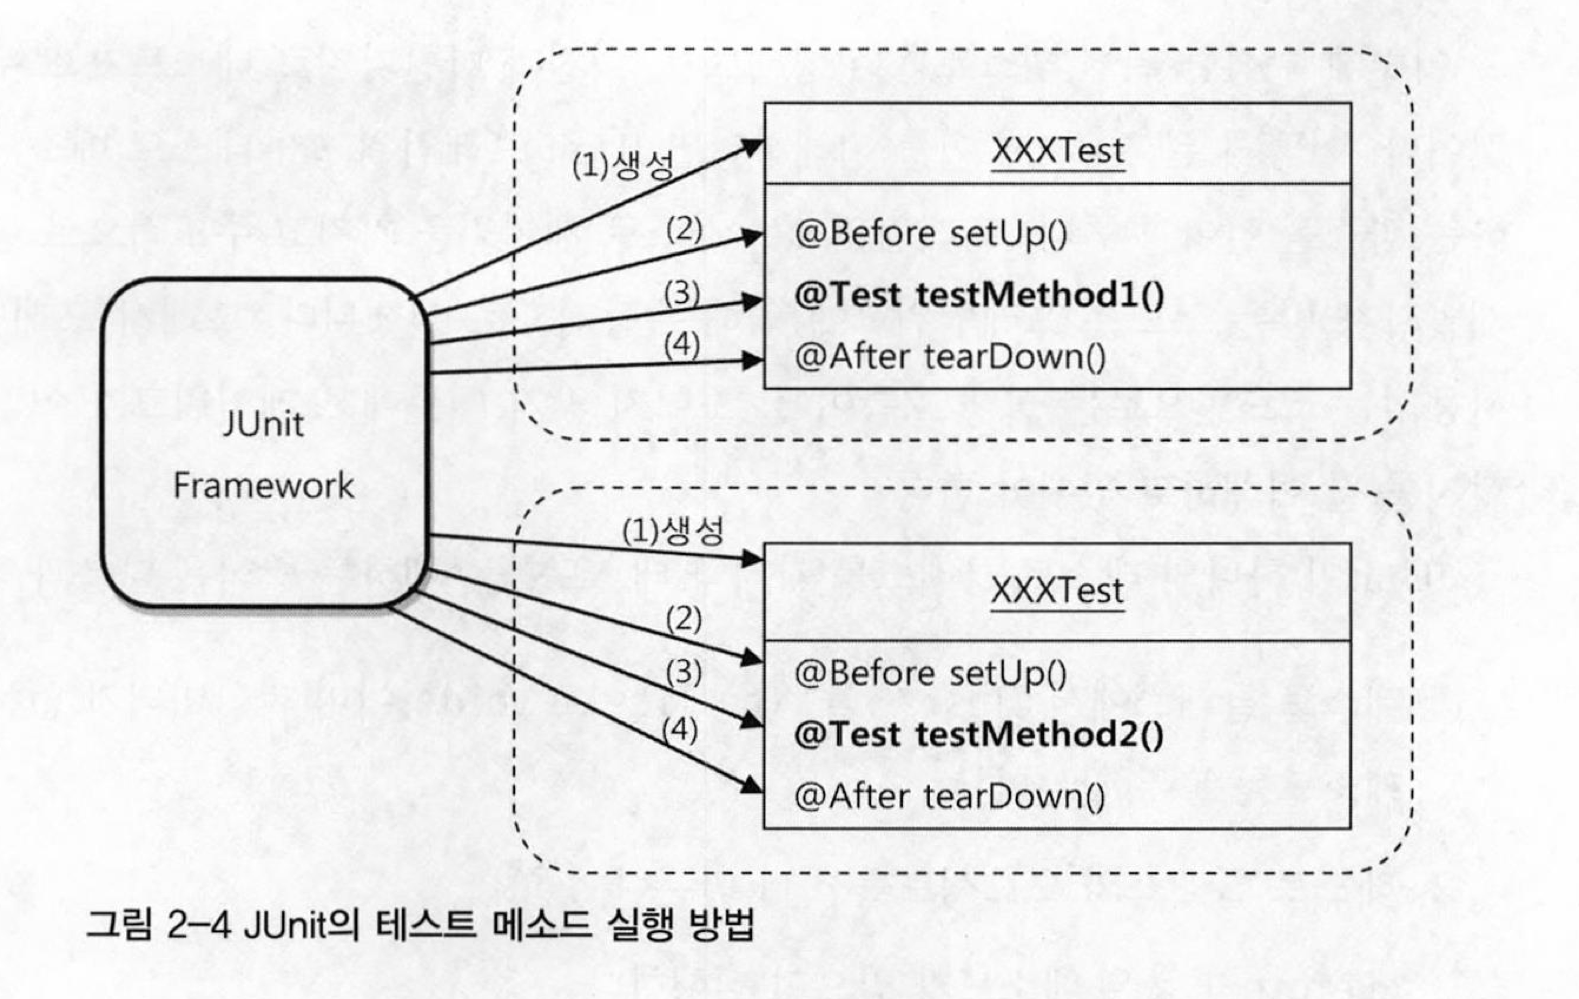 (1)생성
XXXTest
(2)
@Before setUp()
(3)
@Test testMethod1()
(4)
@After tearDown()
JUnit
Framework
(1)생성
XXXTest
(2)
@Before setUp()
(3)
@Test testMethod2()
(4)
@After tearDown()
그림 2–4 JUnit의 테스트 메소드 실행 방법